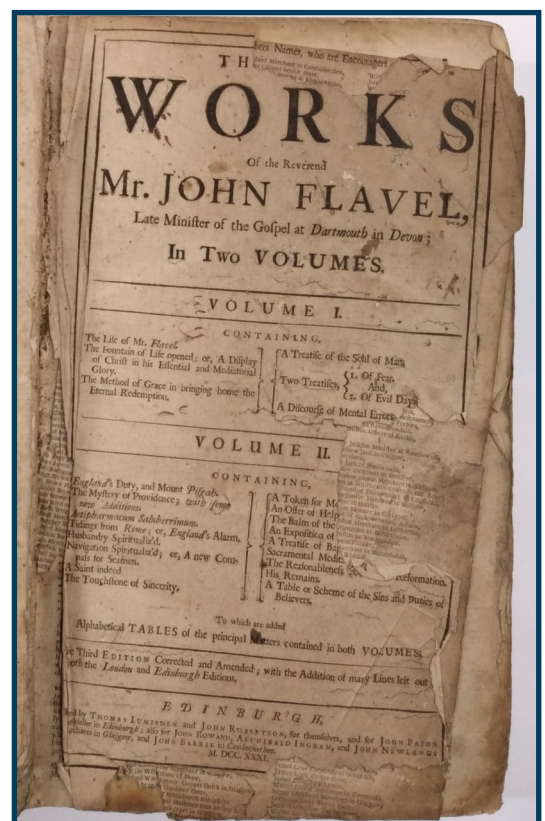 TH
WORKS
Of the Reverend
Mr. JOHN FLAVEL,
Late Miniſter of the Goſpel at Dartmouth in Devon;
In Two VOLUMES.
VOLUME I.
CONTAINING,
The Life of Mr. Flavel.
The Fountain of Life opened; or, A Diſplay
of Chriſt in his Eſſential and Mediatorial
Glory.
The Method of Grace in bringing home the
Eternal Redemption.
A Treatiſe of the Soul of Man,
Two Treatiſes,
1. Of Fear,
And,
2. Of Evil Days
A Diſcourſe of Mental Errors
VOLUME II.
CONTAINING,
England's Duty, and Mount Piſgah.
The Myſtery of Providence; with ſome
new Additions.
Antipharmacum Saluberrimum.
Tidings from Rome; or, England's Alarm,
Husbandry Spiritualiz'd.
Navigation Spiritualiz'd; or, A new Com-
paſs for Seamen.
A Saint indeed
The Touchſtone of Sincerity,
A Token for Mo
An Offer of Help
The Balm of the
An Expoſition of
A Treatiſe of Bap
Sacramental Medit
The Reaſonableneſs Reformation.
His Remains.
A Table or Scheme of the Sins and Duties of
Believers,
To which are added
Alphabetical TABLES of the principal Matters contained in both VOLUMES,
Third EDITION Corrected and Amended; with the Addition of many Lines left out
both the London and Edinburgh Editions,
EDINBURGH,
by THOMAS LUMISDEN and JOHN ROBERTSON, for themſelves, and for JOHN PATON
in Edinburgh; alſo for JOHN ROWAND, ARCHIBALD INGRAM, and JOHN NEWLANDS
in Glaſgow, and JOHN BARRIE in Cambuſnethen.
M. DCC. XXXI.